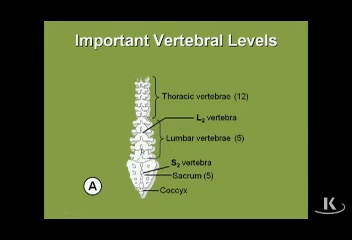 Important Vertebral Levels
Thoracic vertebrae (12)
L2 vertebra
Lumbar vertebrae (5)
S2 vertebra
Sacrum (5)
Coccyx
A
K